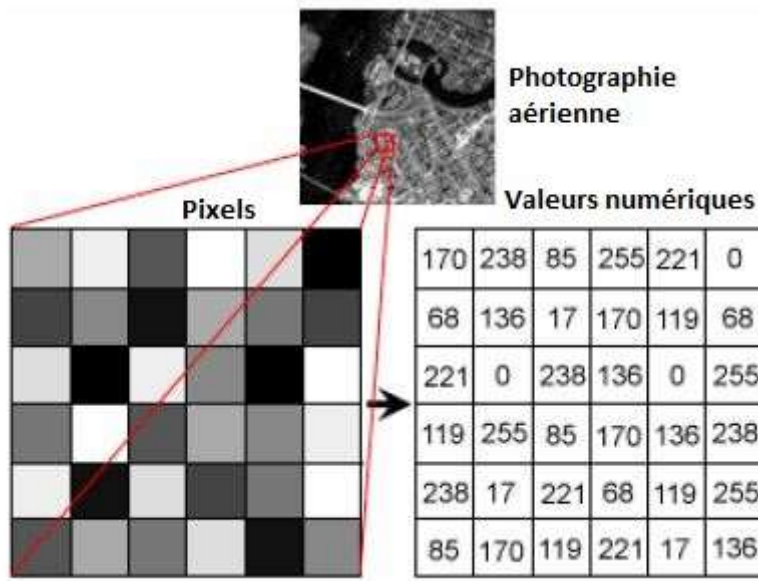 Photographie
aérienne
Pixels
Valeurs numériques
170 238 85 255 221 0
68 136 17 170 119 68
221 0 238 136 0 255
119 255 85 170 136 238
238 17 221 68 119 255
85 170 119 221 17 136